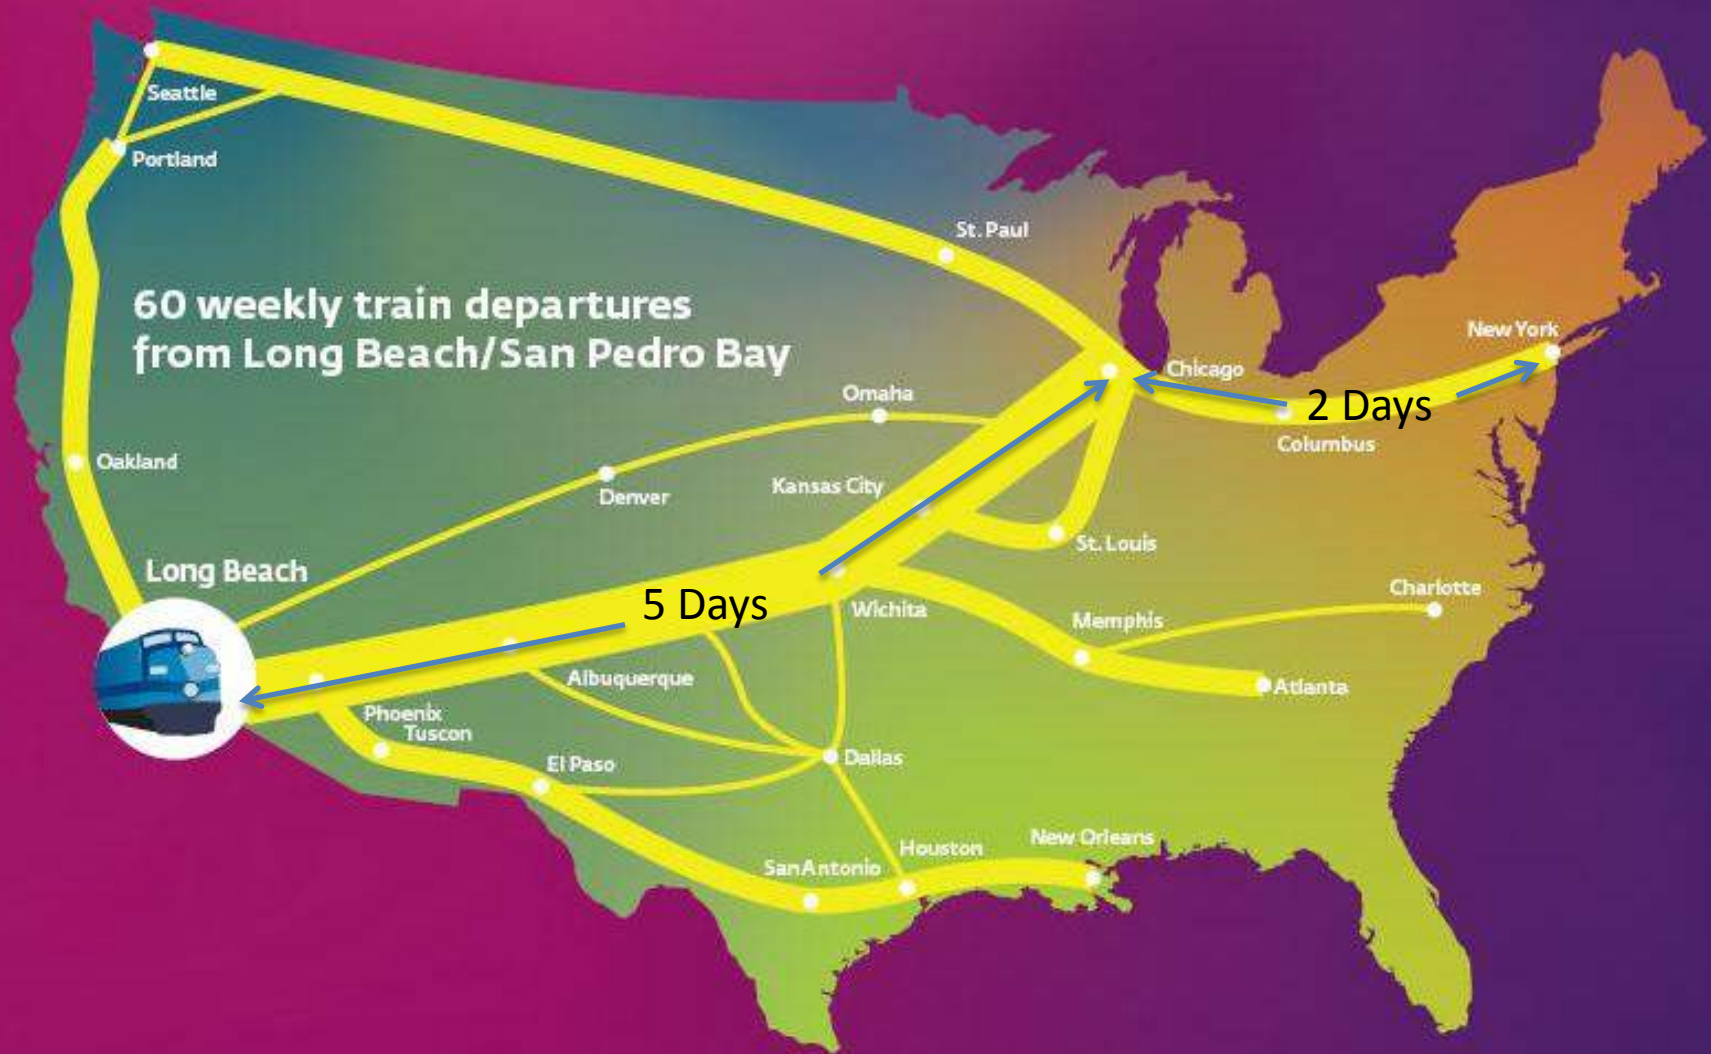 Seattle
Portland
St. Paul
60 weekly train departures
from Long Beach/San Pedro Bay
New York
Chicago
Omaha
2 Days
Columbus
Oakland
Denver
Kansas City
St. Louis
Long Beach
5 Days
Wichita
Charlotte
Memphis
Albuquerque
Atlanta
Phoenix
Tuscon
El Paso
Dallas
San Antonio
Houston
New Orleans